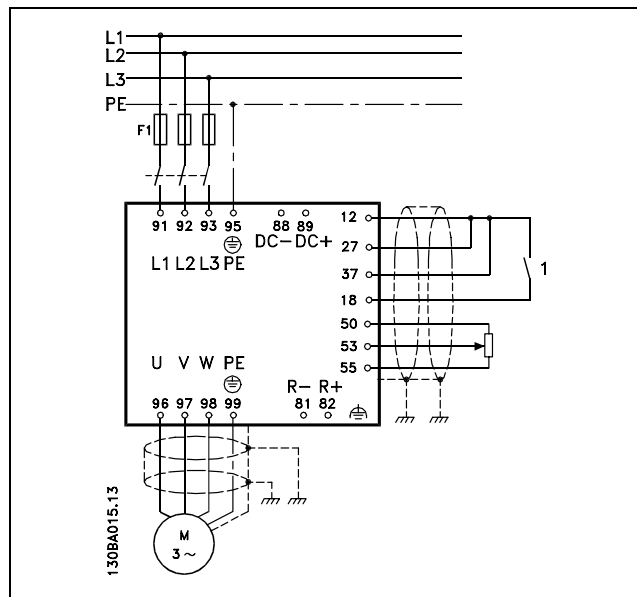 L1
L2
L3
PE
F1
91 92 93 95 88 89
DC- DC+
L1 L2 L3 PE
12
27
37
18
50
53
55
1
U V W PE
R- R+
96 97 98 99 81 82
M
3 ~
130BA015.13